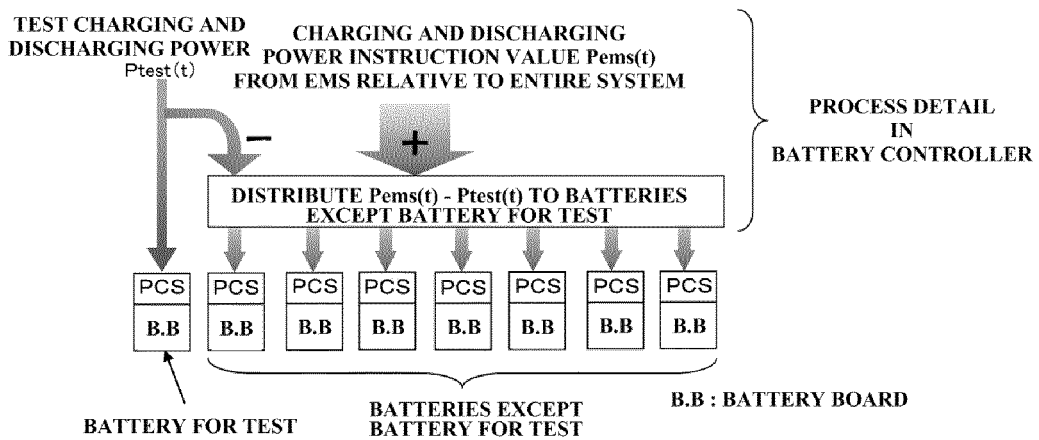 TEST CHARGING AND
DISCHARGING POWER
Ptest(t)
CHARGING AND DISCHARGING
POWER INSTRUCTION VALUE Pems(t)
FROM EMS RELATIVE TO ENTIRE SYSTEM
PROCESS DETAIL
IN
BATTERY CONTROLLER
−
+
DISTRIBUTE Pems(t) - Ptest(t) TO BATTERIES
EXCEPT BATTERY FOR TEST
PCS PCS PCS PCS PCS PCS PCS PCS
B.B B.B B.B B.B B.B B.B B.B B.B
BATTERY FOR TEST
BATTERIES EXCEPT
BATTERY FOR TEST
B.B : BATTERY BOARD